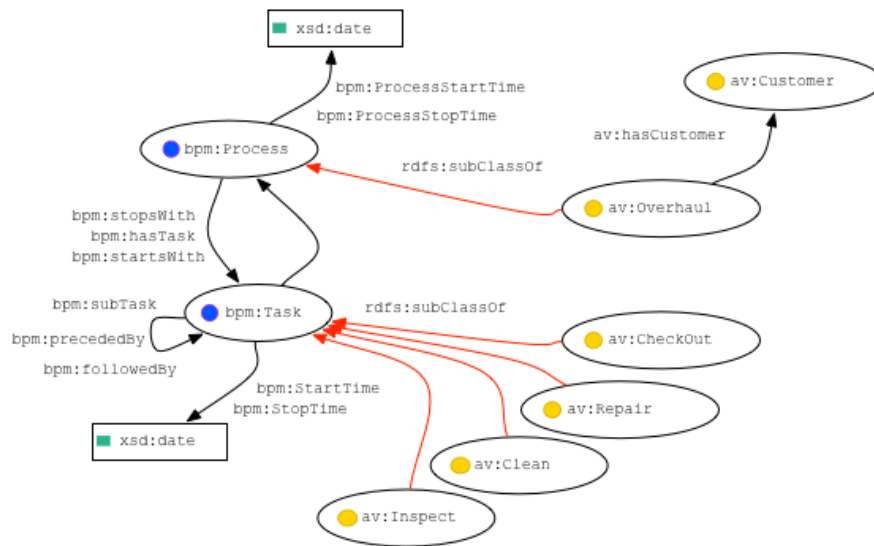 xsd:date
av:Customer
bpm:ProcessStartTime
bpm:ProcessStopTime
av:hasCustomer
bpm:Process
rdfs:subClassOf
av:Overhaul
bpm:stopsWith
bpm:hasTask
bpm:startsWith
bpm:subTask
bpm:Task
rdfs:subClassOf
bpm:precededBy
av:CheckOut
bpm:followedBy
bpm:StartTime
bpm:StopTime
av:Repair
xsd:date
av:Clean
av:Inspect